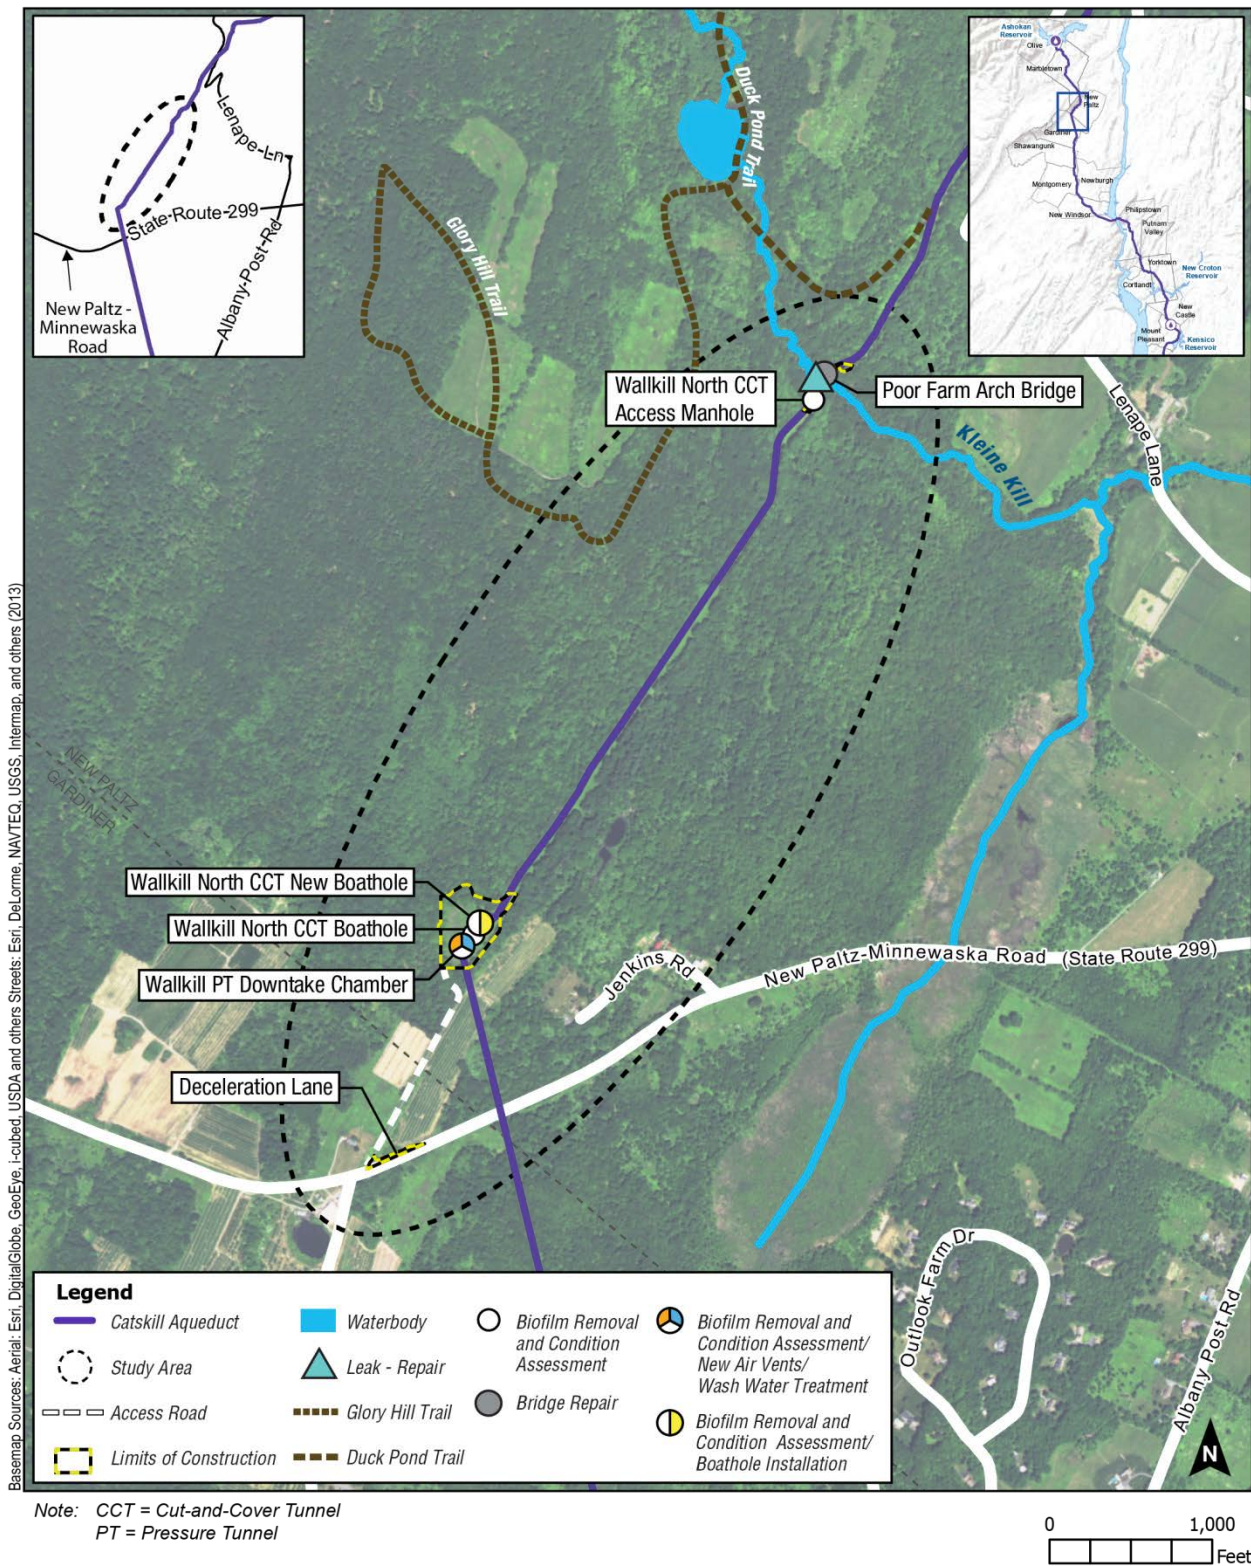 Lenape Ln
State Route 299
Albany Post Rd
New Paltz -
Minnewaska
Road
Duck Pond Trail
Glory Hill Trail
Ashokan
Reservoir
Olive
Marbletown
New
Paltz
Gardiner
Shawangunk
Montgomery
Newburgh
New Windsor
Philipstown
Putnam
Valley
Yorktown
Cortlandt
New Croton
Reservoir
New
Castle
Mount
Pleasant
Kensico
Reservoir
Wallkill North CCT
Access Manhole
Poor Farm Arch Bridge
Lenape Lane
Kleine Kill
NEW PALTZ
GARDINER
Wallkill North CCT New Boathole
Wallkill North CCT Boathole
Wallkill PT Downtake Chamber
Jenkins Rd
New Paltz-Minnewaska Road (State Route 299)
Deceleration Lane
Outlook Farm Dr
Albany Post Rd
Basemap Sources: Aerial: Esri, DigitalGlobe, GeoEye, i-cubed, USDA and others Streets: Esri, DeLorme, NAVTEQ, USGS, Intermap, and others (2013)
Legend
Catskill Aqueduct
Study Area
Access Road
Limits of Construction
Waterbody
Leak - Repair
Glory Hill Trail
Duck Pond Trail
Biofilm Removal
and Condition
Assessment
Bridge Repair
Biofilm Removal and
Condition Assessment/
New Air Vents/
Wash Water Treatment
Biofilm Removal and
Condition Assessment/
Boathole Installation
N
Note: CCT = Cut-and-Cover Tunnel
PT = Pressure Tunnel
0 1,000
Feet